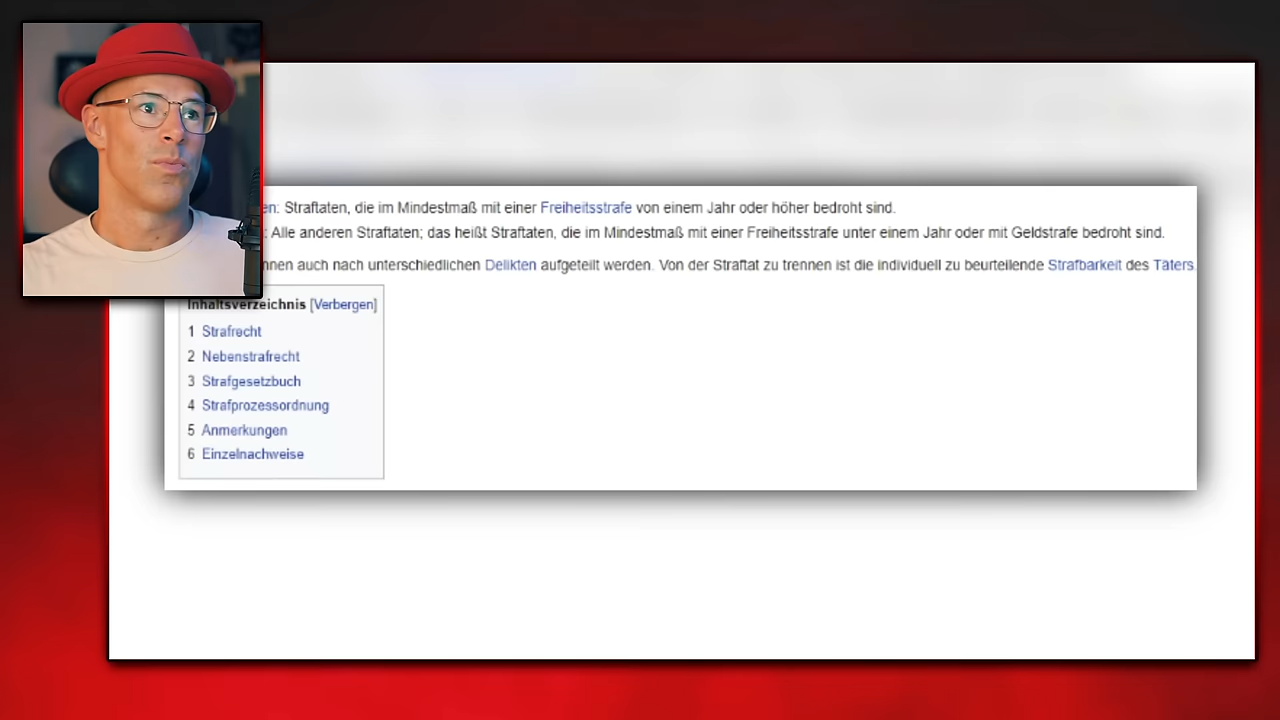 en: Straftaten, die im Mindestmaß mit einer Freiheitsstrafe von einem Jahr oder höher bedroht sind.
: Alle anderen Straftaten; das heißt Straftaten, die im Mindestmaß mit einer Freiheitsstrafe unter einem Jahr oder mit Geldstrafe bedroht sind.
nnen auch nach unterschiedlichen Delikten aufgeteilt werden. Von der Straftat zu trennen ist die individuell zu beurteilende Strafbarkeit des Täters.
Inhaltsverzeichnis [Verbergen]
1 Strafrecht
2 Nebenstrafrecht
3 Strafgesetzbuch
4 Strafprozessordnung
5 Anmerkungen
6 Einzelnachweise